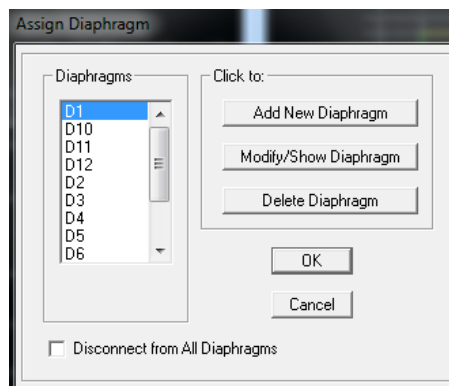 Assign Diaphragm
Diaphragms
D1
D10
D11
D12
D2
D3
D4
D5
D6
Click to:
Add New Diaphragm
Modify/Show Diaphragm
Delete Diaphragm
OK
Cancel
Disconnect from All Diaphragms